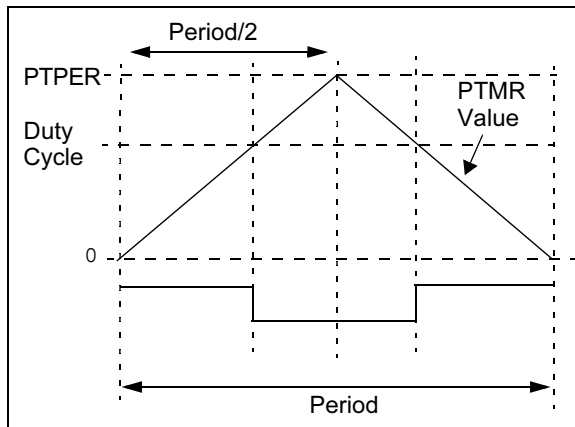 Period/2
PTPER
PTMR
Value
Duty
Cycle
0
Period